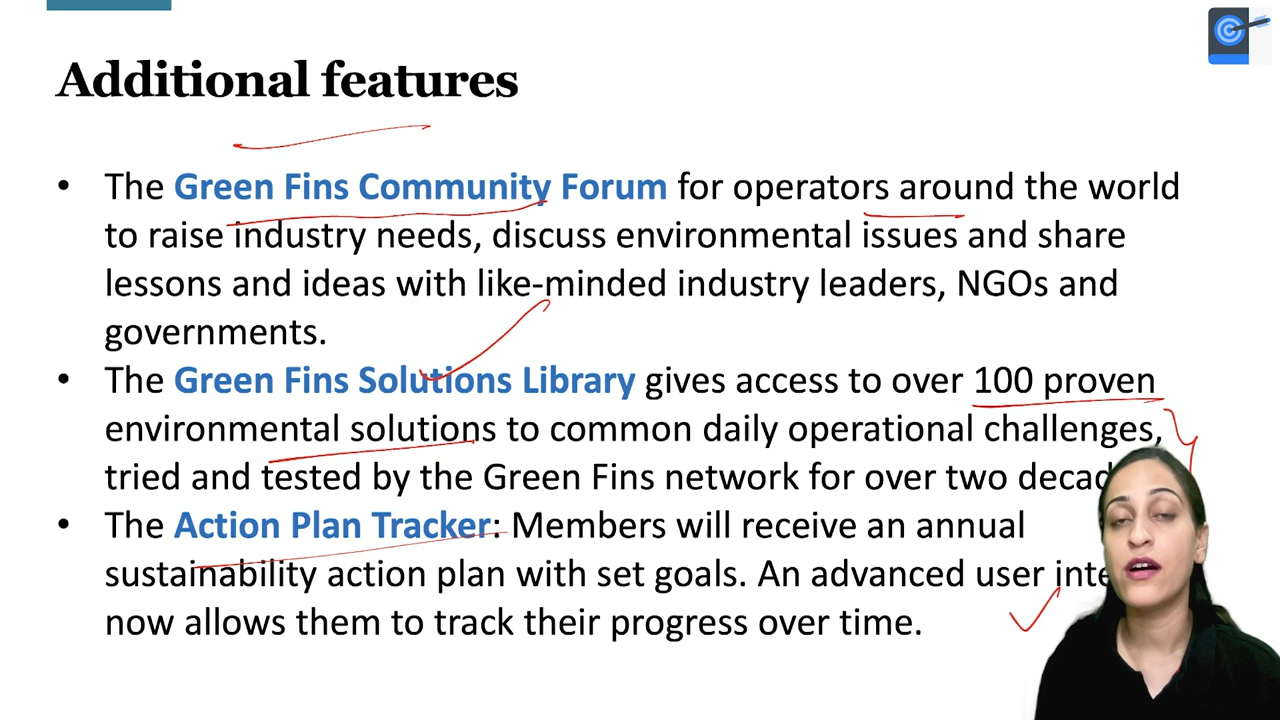 Additional features
• The Green Fins Community Forum for operators around the world
to raise industry needs, discuss environmental issues and share
lessons and ideas with like-minded industry leaders, NGOs and
governments.
• The Green Fins Solutions Library gives access to over 100 proven
environmental solutions to common daily operational challenges,
tried and tested by the Green Fins network for over two
• The Action Plan Tracker: Members will receive an annual
sustainability action plan with set goals. An advanced user
now allows them to track their progress over time.